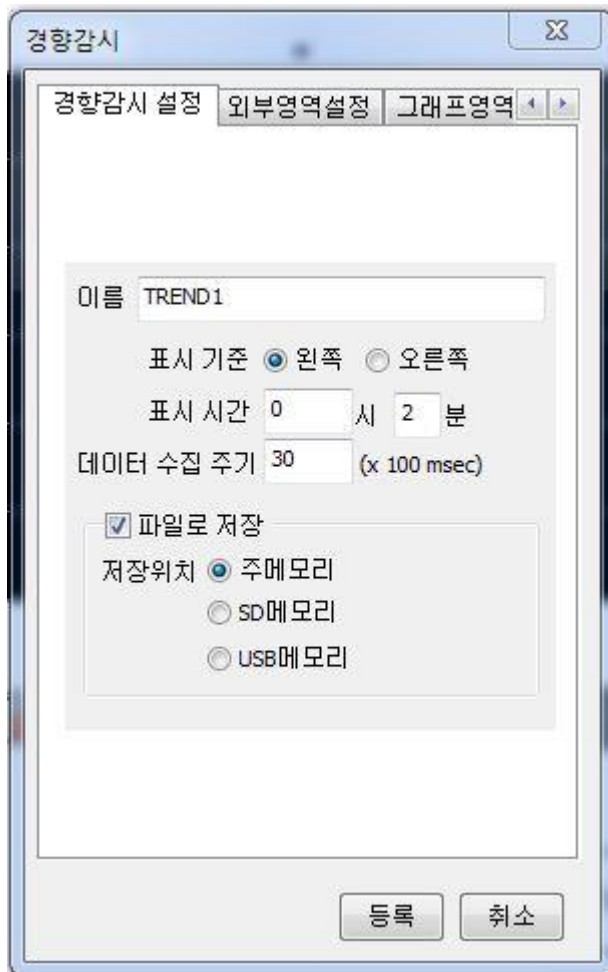 경향감시
경향감시 설정 외부영역설정 그래프영역
이름 TREND1
표시 기준 왼쪽 오른쪽
표시 시간 0 시 2 분
데이터 수집 주기 30 (x 100 msec)
파일로 저장
저장위치 주메모리
SD메모리
USB메모리
등록 취소